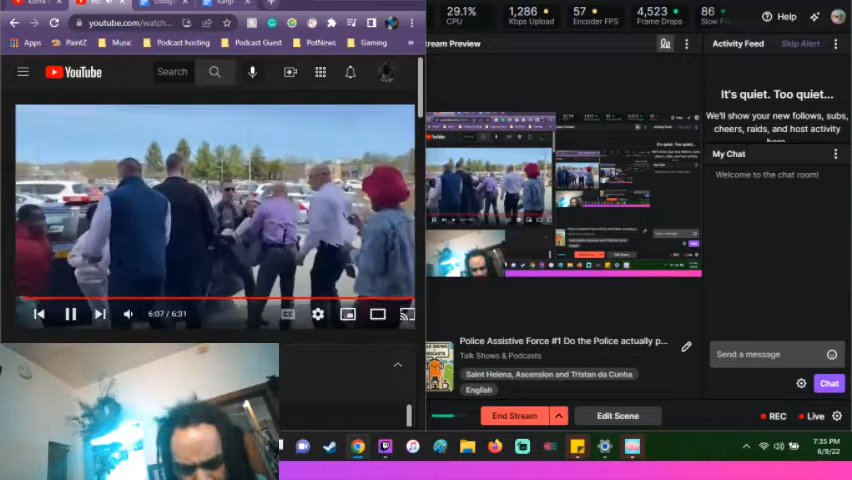 youtube.com/watch...
Apps
PaintZ
Music
Podcast hosting
Podcast Guest
PotNews
Gaming
YouTube
Search
6:07 / 6:31
29.1%
CPU
1,286
Kbps Upload
57
Encoder FPS
4,523
Frame Drops
86
Slow Fr
Help
tream Preview
Activity Feed
Skip Alert
It's quiet. Too quiet...
We'll show your new follows, subs,
cheers, raids, and host activity
here
My Chat
Welcome to the chat room!
Police Assistive Force #1 Do the Police actually p...
Talk Shows & Podcasts
Saint Helena, Ascension and Tristan da Cunha
English
Send a message
Chat
End Stream
Edit Scene
REC
Live
7:35 PM
6/9/22